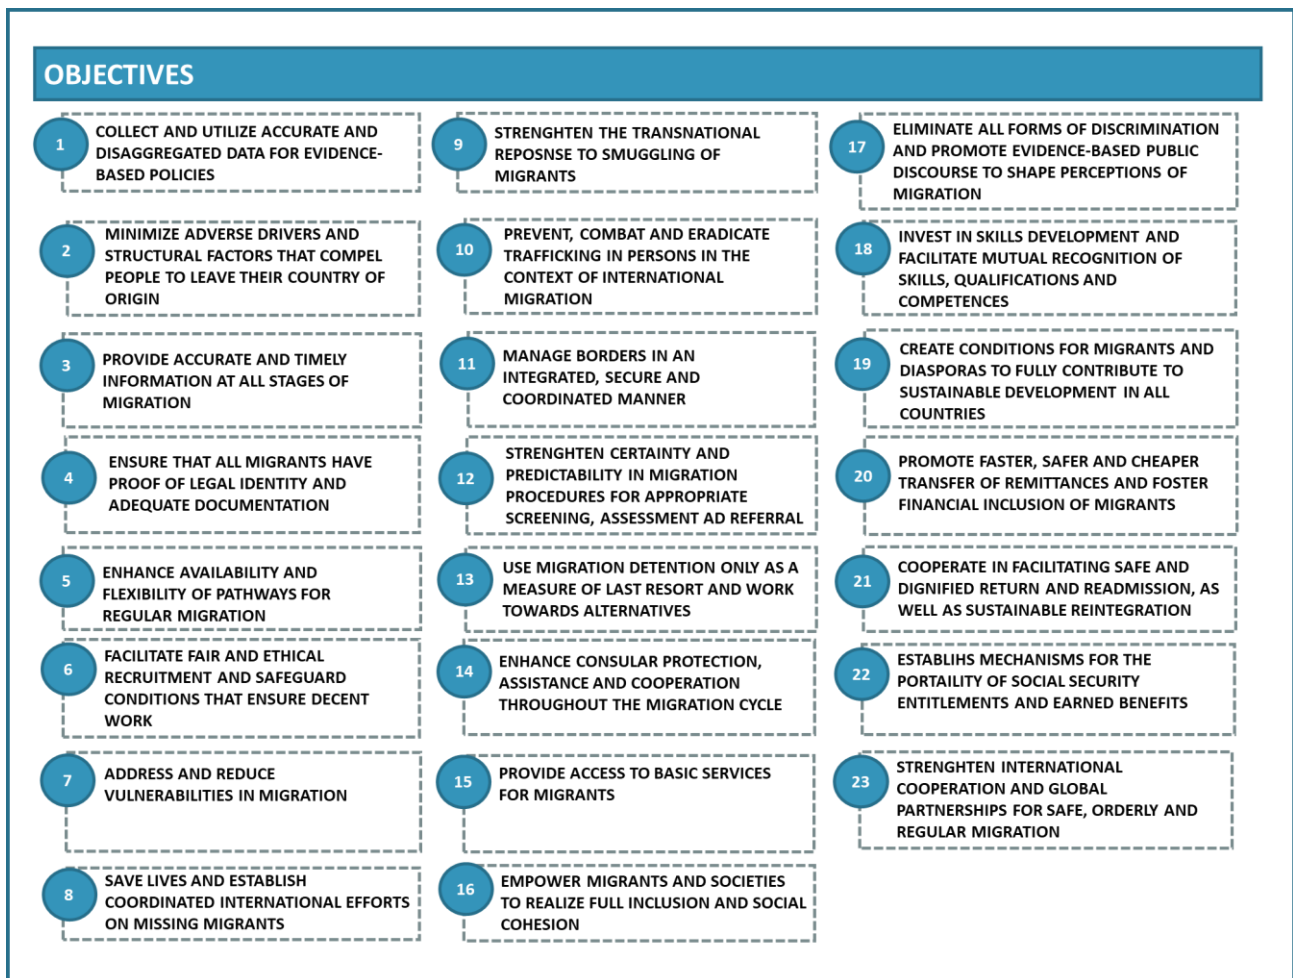 OBJECTIVES
1
COLLECT AND UTILIZE ACCURATE AND
DISAGGREGATED DATA FOR EVIDENCE-
BASED POLICIES
2
MINIMIZE ADVERSE DRIVERS AND
STRUCTURAL FACTORS THAT COMPEL
PEOPLE TO LEAVE THEIR COUNTRY OF
ORIGIN
3
PROVIDE ACCURATE AND TIMELY
INFORMATION AT ALL STAGES OF
MIGRATION
4
ENSURE THAT ALL MIGRANTS HAVE
PROOF OF LEGAL IDENTITY AND
ADEQUATE DOCUMENTATION
5
ENHANCE AVAILABILITY AND
FLEXIBILITY OF PATHWAYS FOR
REGULAR MIGRATION
6
FACILITATE FAIR AND ETHICAL
RECRUITMENT AND SAFEGUARD
CONDITIONS THAT ENSURE DECENT
WORK
7
ADDRESS AND REDUCE
VULNERABILITIES IN MIGRATION
8
SAVE LIVES AND ESTABLISH
COORDINATED INTERNATIONAL EFFORTS
ON MISSING MIGRANTS
9
STRENGHTEN THE TRANSNATIONAL
REPOSNSE TO SMUGGLING OF
MIGRANTS
10
PREVENT, COMBAT AND ERADICATE
TRAFFICKING IN PERSONS IN THE
CONTEXT OF INTERNATIONAL
MIGRATION
11
MANAGE BORDERS IN AN
INTEGRATED, SECURE AND
COORDINATED MANNER
12
STRENGHTEN CERTAINTY AND
PREDICTABILITY IN MIGRATION
PROCEDURES FOR APPROPRIATE
SCREENING, ASSESSMENT AD REFERRAL
13
USE MIGRATION DETENTION ONLY AS A
MEASURE OF LAST RESORT AND WORK
TOWARDS ALTERNATIVES
14
ENHANCE CONSULAR PROTECTION,
ASSISTANCE AND COOPERATION
THROUGHOUT THE MIGRATION CYCLE
15
PROVIDE ACCESS TO BASIC SERVICES
FOR MIGRANTS
16
EMPOWER MIGRANTS AND SOCIETIES
TO REALIZE FULL INCLUSION AND SOCIAL
COHESION
17
ELIMINATE ALL FORMS OF DISCRIMINATION
AND PROMOTE EVIDENCE-BASED PUBLIC
DISCOURSE TO SHAPE PERCEPTIONS OF
MIGRATION
18
INVEST IN SKILLS DEVELOPMENT AND
FACILITATE MUTUAL RECOGNITION OF
SKILLS, QUALIFICATIONS AND
COMPETENCES
19
CREATE CONDITIONS FOR MIGRANTS AND
DIASPORAS TO FULLY CONTRIBUTE TO
SUSTAINABLE DEVELOPMENT IN ALL
COUNTRIES
20
PROMOTE FASTER, SAFER AND CHEAPER
TRANSFER OF REMITTANCES AND FOSTER
FINANCIAL INCLUSION OF MIGRANTS
21
COOPERATE IN FACILITATING SAFE AND
DIGNIFIED RETURN AND READMISSION, AS
WELL AS SUSTAINABLE REINTEGRATION
22
ESTABLIHS MECHANISMS FOR THE
PORTAILITY OF SOCIAL SECURITY
ENTITLEMENTS AND EARNED BENEFITS
23
STRENGHTEN INTERNATIONAL
COOPERATION AND GLOBAL
PARTNERSHIPS FOR SAFE, ORDERLY AND
REGULAR MIGRATION